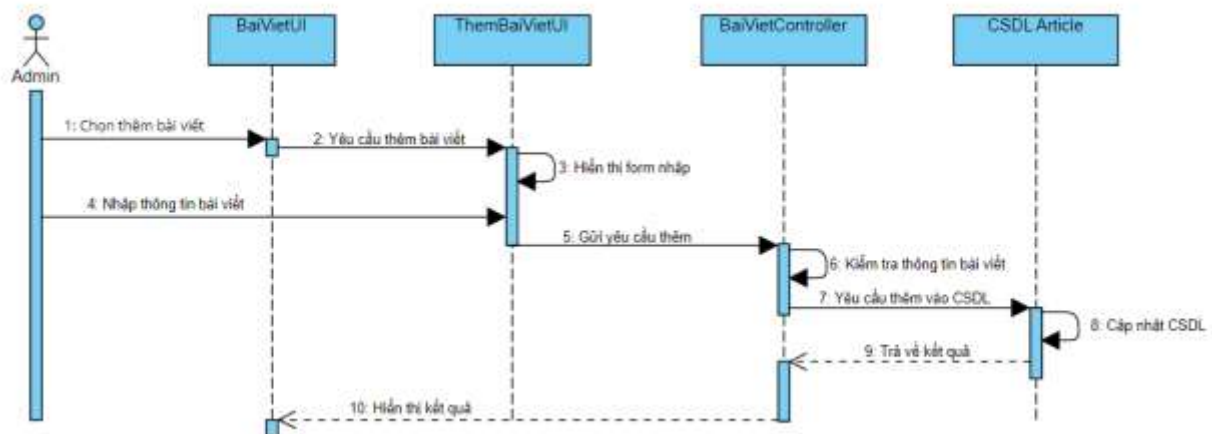 BaiVietUI
ThemBaiVietUI
BaiVietController
CSDL Article
Admin
1: Chọn thêm bài viết
2: Yêu cầu thêm bài viết
3: Hiển thị form nhập
4: Nhập thông tin bài viết
5: Gửi yêu cầu thêm
6: Kiểm tra thông tin bài viết
7: Yêu cầu thêm vào CSDL
8: Cập nhật CSDL
9: Trả về kết quả
10: Hiển thị kết quả